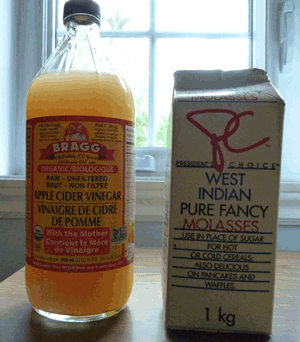 BRAGG
ORGANIC/BIOLOGIQUE
RAW - UNFILTERED
BRUT - NON FILTRÉ
APPLE CIDER VINEGAR
VINAIGRE DE CIDRE
DE POMME
With the Mother
Contient la Mère
de Vinaigre
MOLASSES
PC
PRESIDENT'S CHOICE
WEST
INDIAN
PURE FANCY
MOLASSES
USE IN PLACE OF SUGAR
FOR HOT
OR COLD CEREALS;
ALSO DELICIOUS
ON PANCAKES AND
WAFFLES.
1 kg